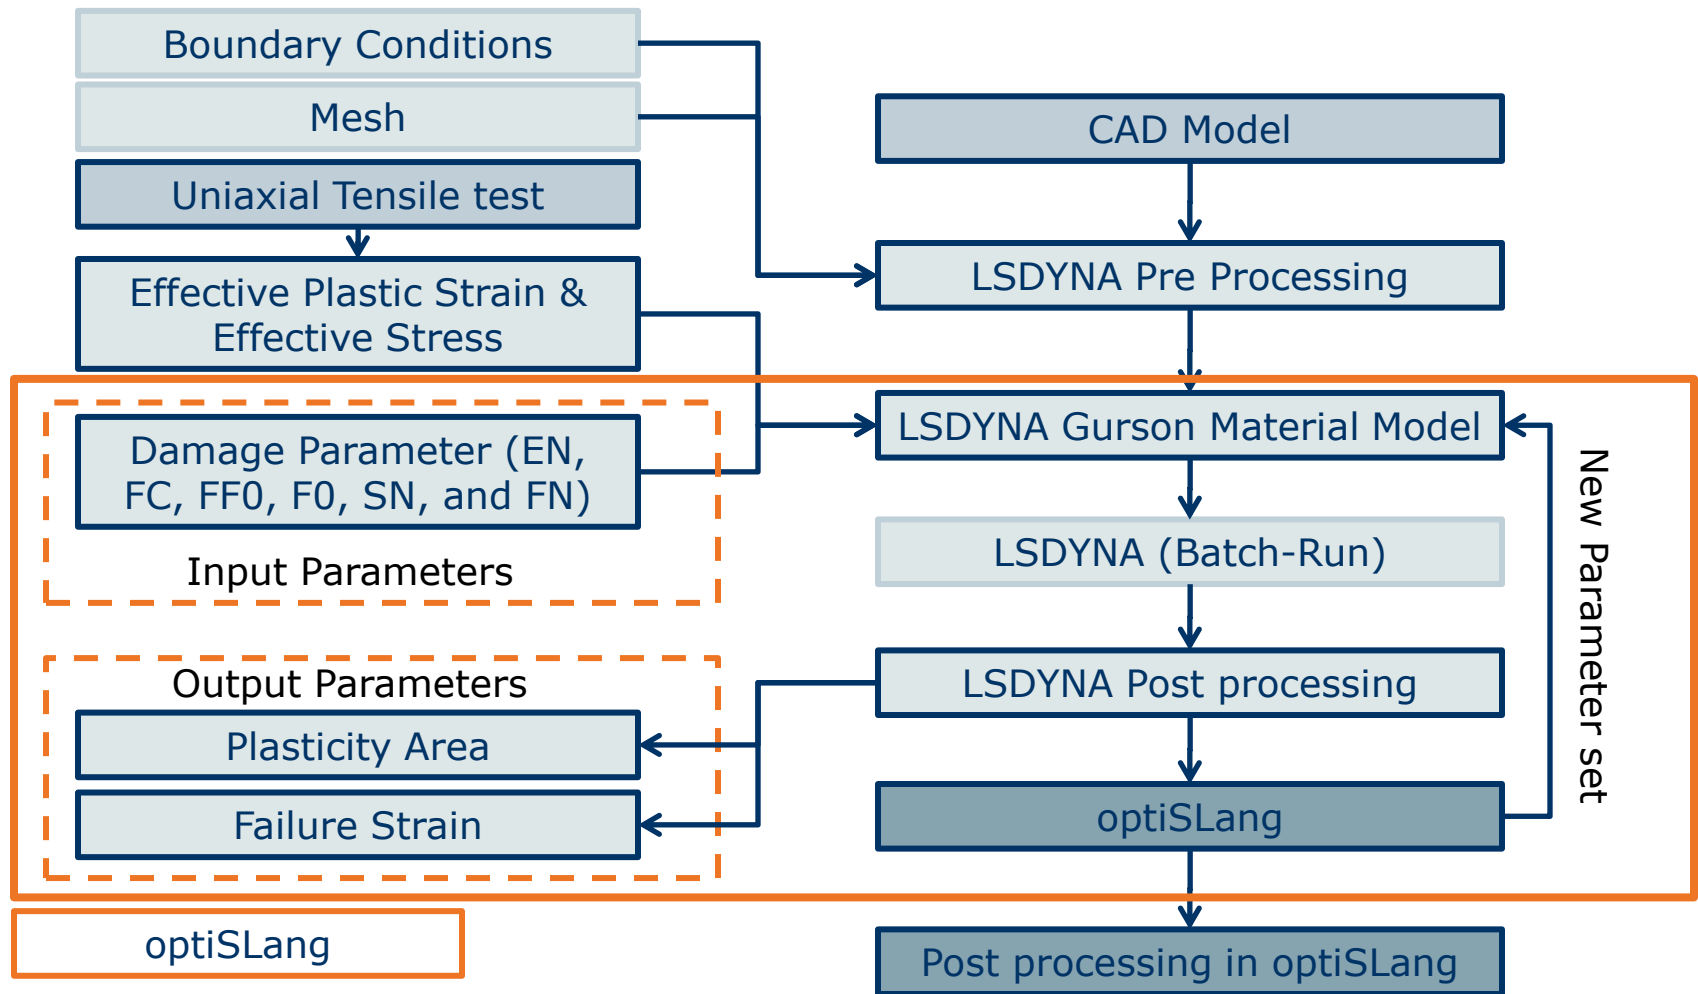 Boundary Conditions
Mesh
Uniaxial Tensile test
Effective Plastic Strain &
Effective Stress
CAD Model
LSDYNA Pre Processing
Damage Parameter (EN,
FC, FF0, F0, SN, and FN)
Input Parameters
LSDYNA Gurson Material Model
LSDYNA (Batch-Run)
LSDYNA Post processing
optiSLang
New Parameter set
Output Parameters
Plasticity Area
Failure Strain
optiSLang
Post processing in optiSLang